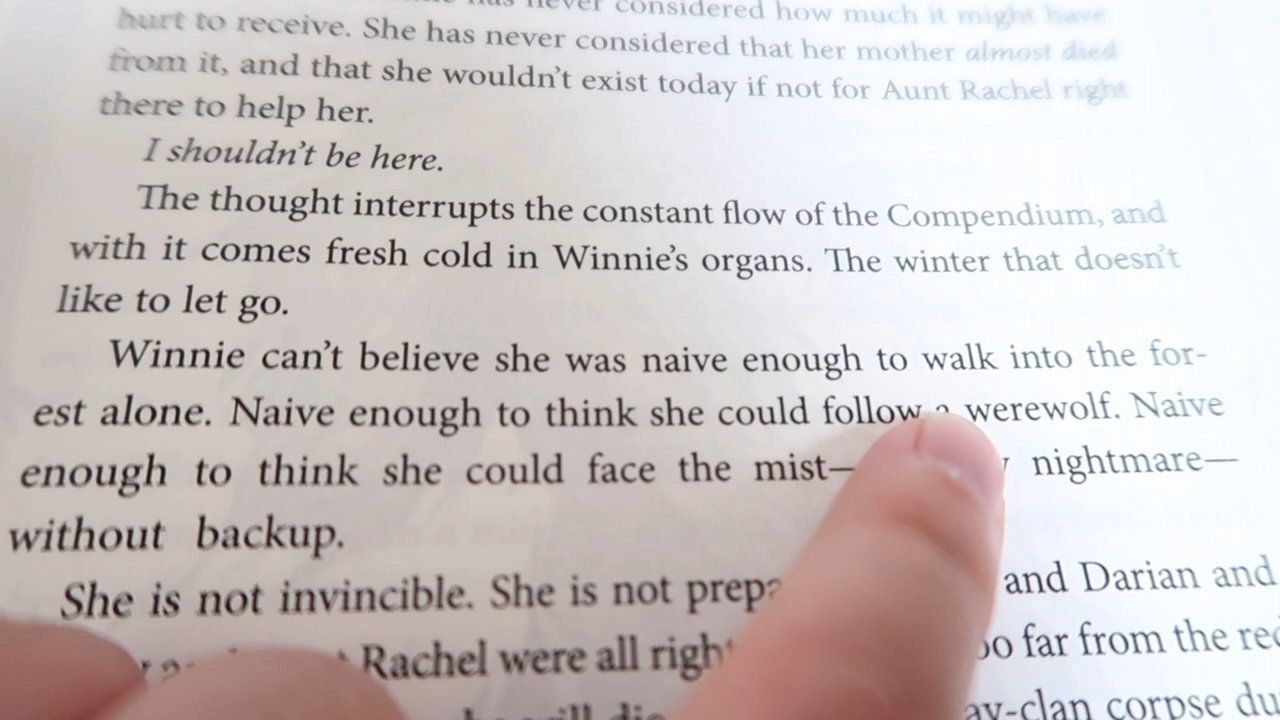 has never considered how much it might have
hurt to receive. She has never considered that her mother almost died
from it, and that she wouldn't exist today if not for Aunt Rachel right
there to help her.
I shouldn't be here.
The thought interrupts the constant flow of the Compendium, and
with it comes fresh cold in Winnie's organs. The winter that doesn't
like to let go.
Winnie can't believe she was naive enough to walk into the for-
est alone. Naive enough to think she could follow a werewolf. Naive
enough to think she could face the mist— nightmare—
without backup.
She is not invincible. She is not and Darian and
Rachel were all far from the
corpse